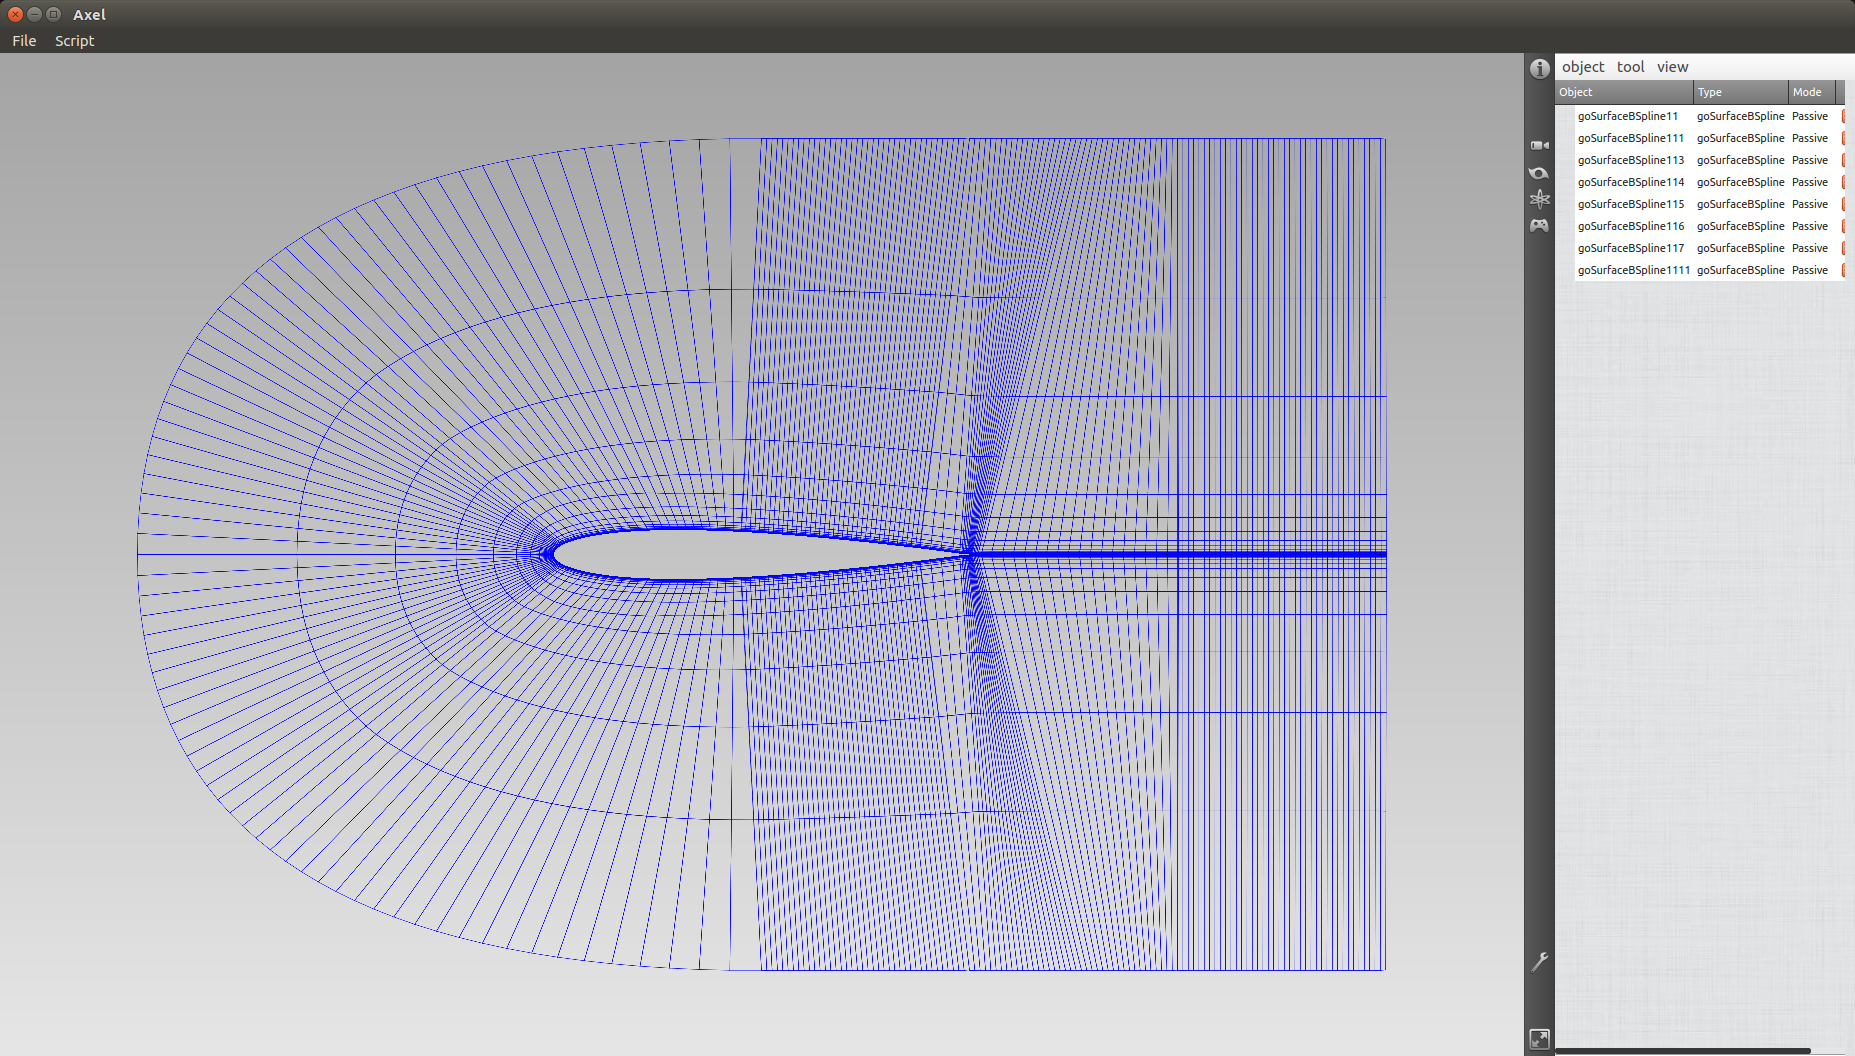 Axel
File Script
object tool view
Object Type Mode
goSurfaceBSpline11 goSurfaceBSpline Passive
goSurfaceBSpline111 goSurfaceBSpline Passive
goSurfaceBSpline113 goSurfaceBSpline Passive
goSurfaceBSpline114 goSurfaceBSpline Passive
goSurfaceBSpline115 goSurfaceBSpline Passive
goSurfaceBSpline116 goSurfaceBSpline Passive
goSurfaceBSpline117 goSurfaceBSpline Passive
goSurfaceBSpline1111 goSurfaceBSpline Passive